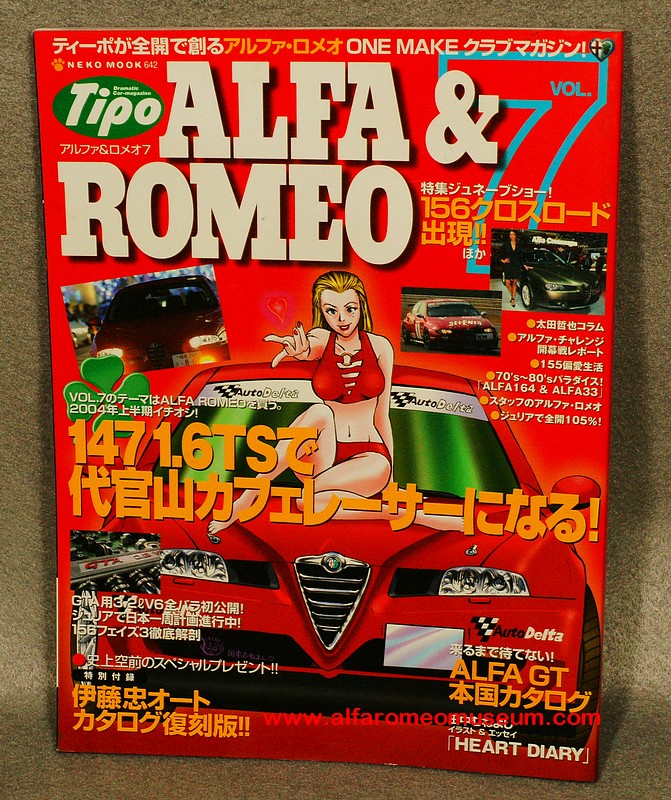 ティーポが全開で創るアルファ・ロメオ ONE MAKE クラブマガジン!
NEKO MOOK 642
Dramatic
Car-magazine
Tipo
アルファ&ロメオ7
ALFA &
ROMEO
VOL.
7
特集ジュネーブショー!
156クロスロード
出現!!
ほか
●太田哲也コラム
●アルファ・チャレンジ
開幕戦レポート
●155偏愛生活
●70's~80'sパラダイス!
「ALFA164 & ALFA33」
●スタッフのアルファ・ロメオ
●ジュリアで全開105%!
VOL.7のテーマはALFA ROMEOを買う。
2004年上半期イチオシ!
AutoDelta
AutoDelta
147 1.6TSで
代官山カフェレーサーになる!
GTA用3.2ℓV6全バラ初公開!
ジュリアで日本一周計画進行中!
156フェイズ3徹底解剖
●史上空前のスペシャルプレゼント!!
特別付録
伊藤忠オート
カタログ復刻版!!
AutoDelta
来るまで待てない!
ALFA GT
本国カタログ
www.alfaromeomuseum.com
イラスト & エッセイ
「HEART DIARY」